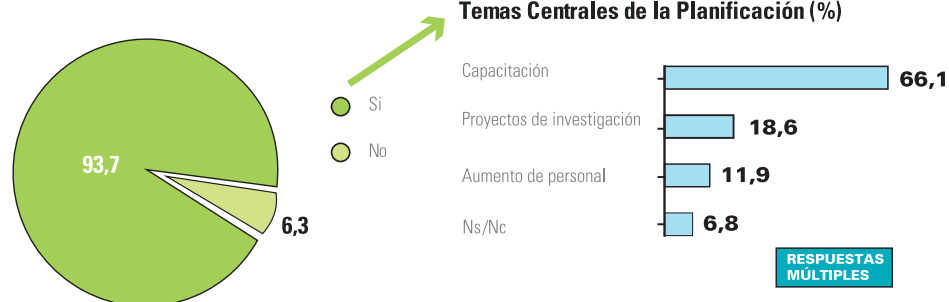 Temas Centrales de la Planificación (%)
93,7
6,3
Si
No
Capacitación
66,1
Proyectos de investigación
18,6
Aumento de personal
11,9
Ns/Nc
6,8
RESPUESTAS
MÚLTIPLES